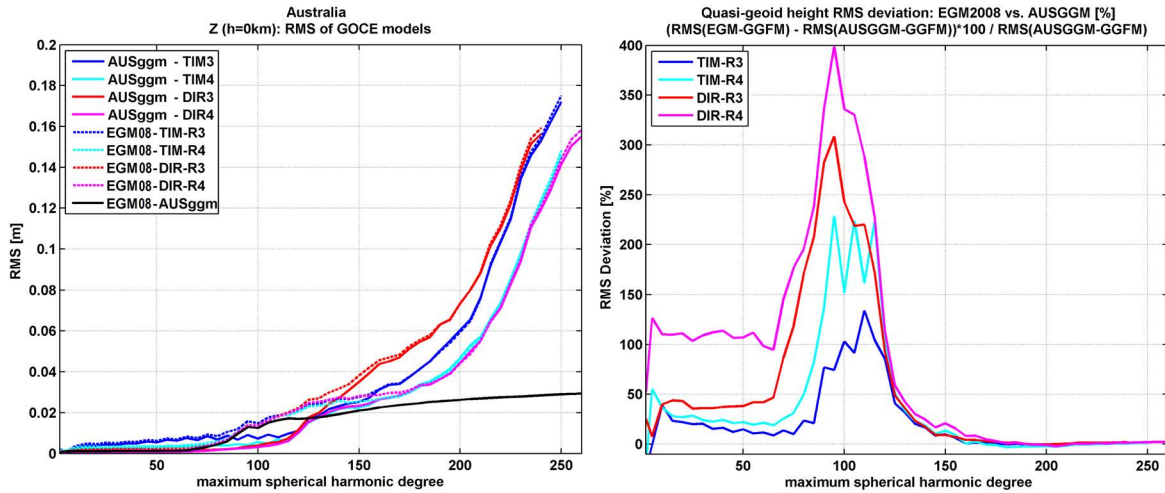 Australia
Z (h=0km): RMS of GOCE models
0.2
0.18
0.16
0.14
0.12
0.1
0.08
0.06
0.04
0.02
0
RMS [m]
AUSggm - TIM3
AUSggm - TIM4
AUSggm - DIR3
AUSggm - DIR4
EGM08-TIM-R3
EGM08-TIM-R4
EGM08-DIR-R3
EGM08-DIR-R4
EGM08-AUSggm
50
100
150
200
250
maximum spherical harmonic degree
Quasi-geoid height RMS deviation: EGM2008 vs. AUSGGM [%]
(RMS(EGM-GGFM) - RMS(AUSGGM-GGFM))*100 / RMS(AUSGGM-GGFM)
400
350
300
250
200
150
100
50
0
RMS Deviation [%]
TIM-R3
TIM-R4
DIR-R3
DIR-R4
50
100
150
200
250
maximum spherical harmonic degree